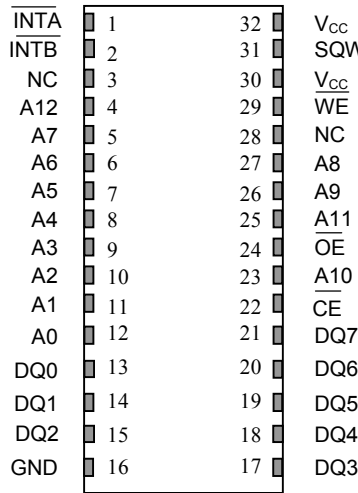 INTA 1 32 VCC
INTB 2 31 SQW
NC 3 30 VCC
A12 4 29 WE
A7 5 28 NC
A6 6 27 A8
A5 7 26 A9
A4 8 25 A11
A3 9 24 OE
A2 10 23 A10
A1 11 22 CE
A0 12 21 DQ7
DQ0 13 20 DQ6
DQ1 14 19 DQ5
DQ2 15 18 DQ4
GND 16 17 DQ3